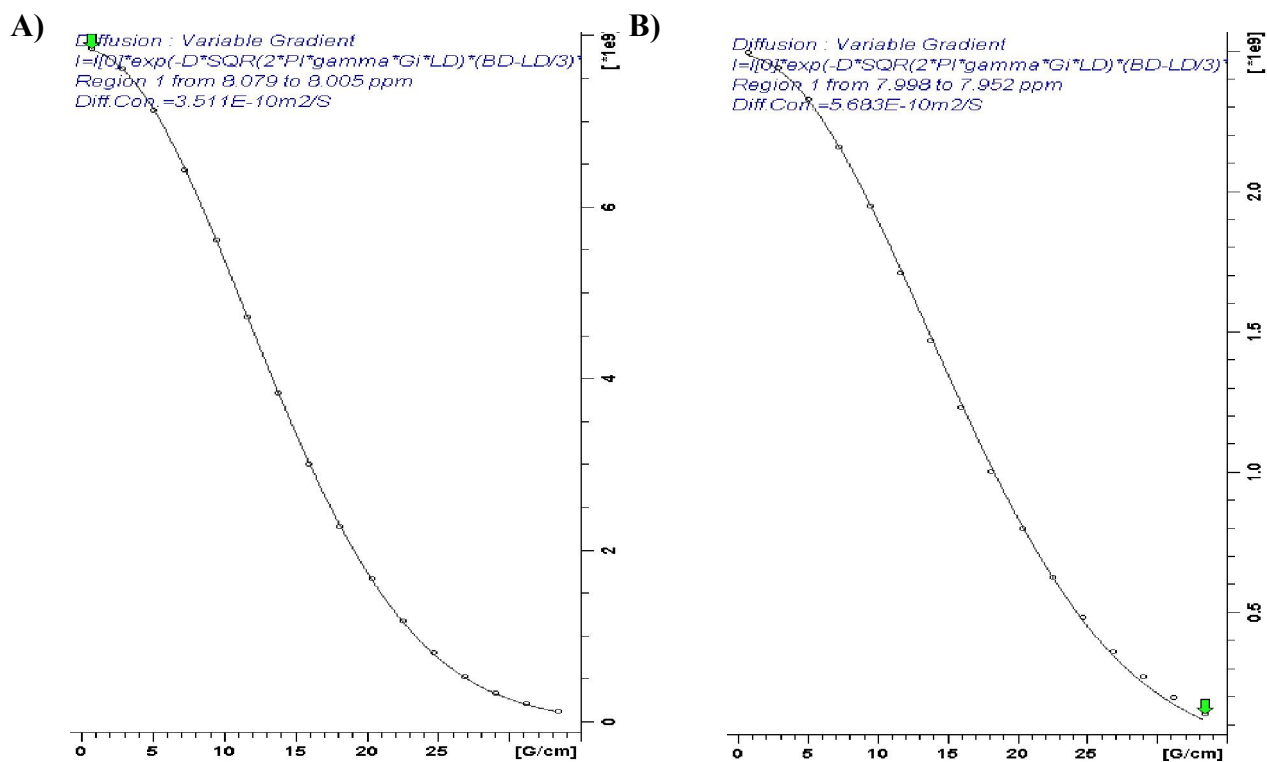 A)
Diffusion : Variable Gradient
I=I[0]*exp(-D*SQR(2*PI*gamma*Gi*LD)*(BD-LD/3)*
Region 1 from 8.079 to 8.005 ppm
Diff.Con.=3.511E-10m2/S
[*1e9]
6
4
2
0
0 5 10 15 20 25 [G/cm]
B)
Diffusion : Variable Gradient
I=I[0]*exp(-D*SQR(2*PI*gamma*Gi*LD)*(BD-LD/3)*
Region 1 from 7.998 to 7.952 ppm
Diff.Con.=5.683E-10m2/S
[*1e9]
2.0
1.5
1.0
0.5
0 5 10 15 20 25 [G/cm]